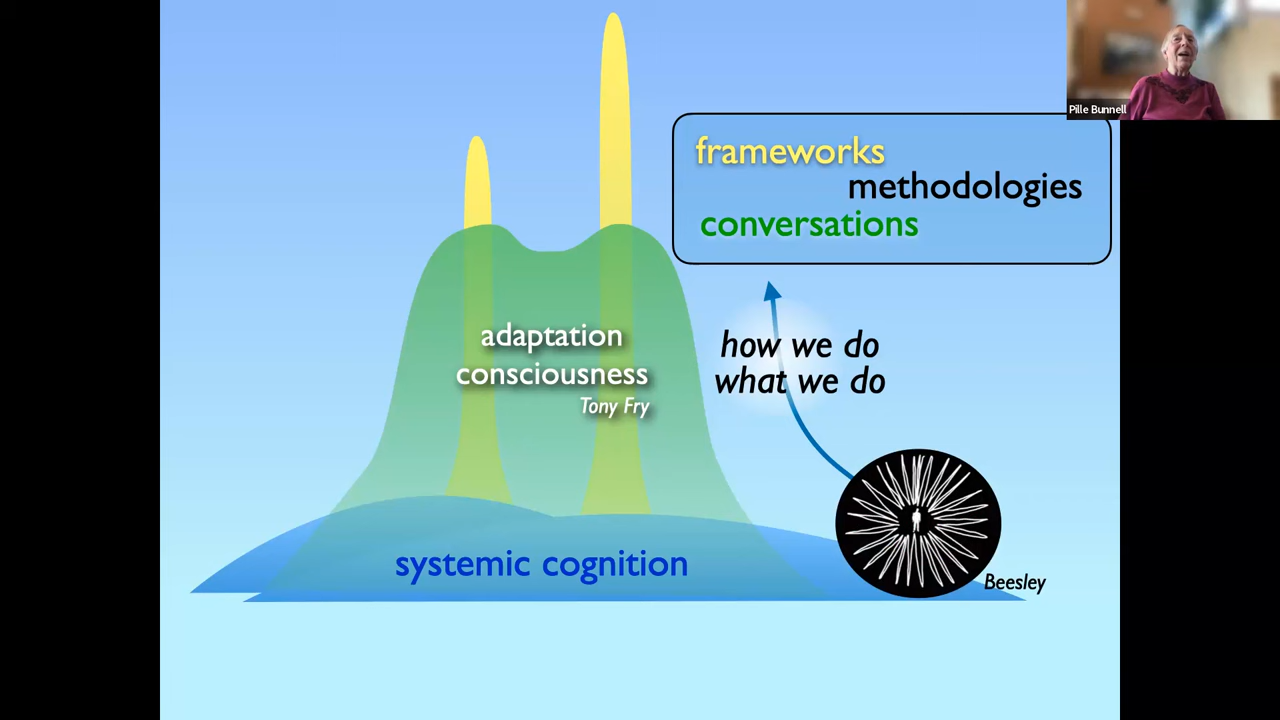 Pille Bunnell
frameworks
methodologies
conversations
adaptation
consciousness
Tony Fry
how we do
what we do
systemic cognition
Beesley